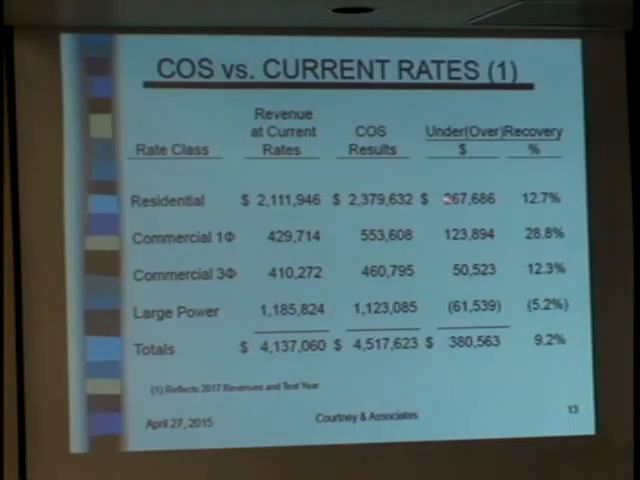 COS vs. CURRENT RATES (1)
Revenue
at Current COS Under(Over)Recovery
Rate Class Rates Results $ %
Residential $ 2,111,946 $ 2,379,632 $ 267,686 12.7%
Commercial 1Φ 429,714 553,608 123,894 28.8%
Commercial 3Φ 410,272 460,795 50,523 12.3%
Large Power 1,185,824 1,123,085 (61,539) (5.2%)
Totals $ 4,137,060 $ 4,517,623 $ 380,563 9.2%
(1) Reflects 2017 Revenues and Test Year
April 27, 2015 Courtney & Associates 13